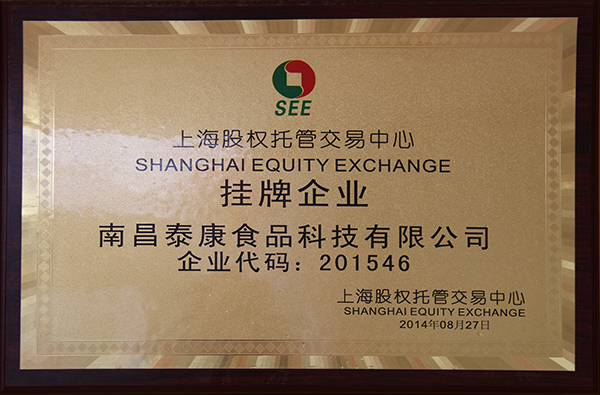 SEE
上海股权托管交易中心
SHANGHAI EQUITY EXCHANGE
挂牌企业
南昌泰康食品科技有限公司
企业代码：201546
上海股权托管交易中心
SHANGHAI EQUITY EXCHANGE
2014年08月27日